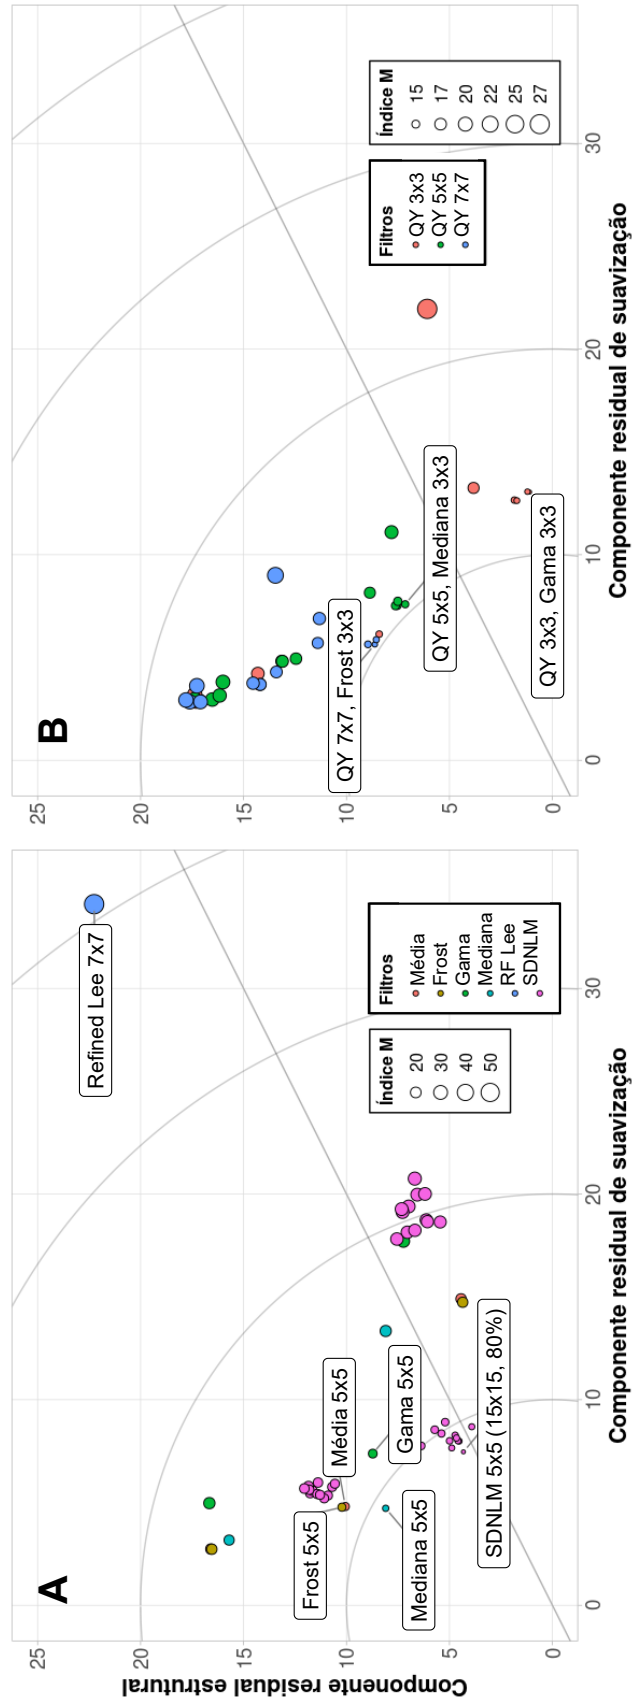 A
Componente residual estrutural
25
20
15
10
5
0
0
10
20
30
Componente residual de suavização
Refined Lee 7x7
Frost 5x5
Média 5x5
Mediana 5x5
Gama 5x5
SDNLM 5x5 (15x15, 80%)
Índice M
20
30
40
50
Filtros
Média
Frost
Gama
Mediana
RF Lee
SDNLM
B
25
20
15
10
5
0
0
10
20
30
Componente residual de suavização
QY 7x7, Frost 3x3
QY 5x5, Mediana 3x3
QY 3x3, Gama 3x3
Filtros
QY 3x3
QY 5x5
QY 7x7
Índice M
15
17
20
22
25
27